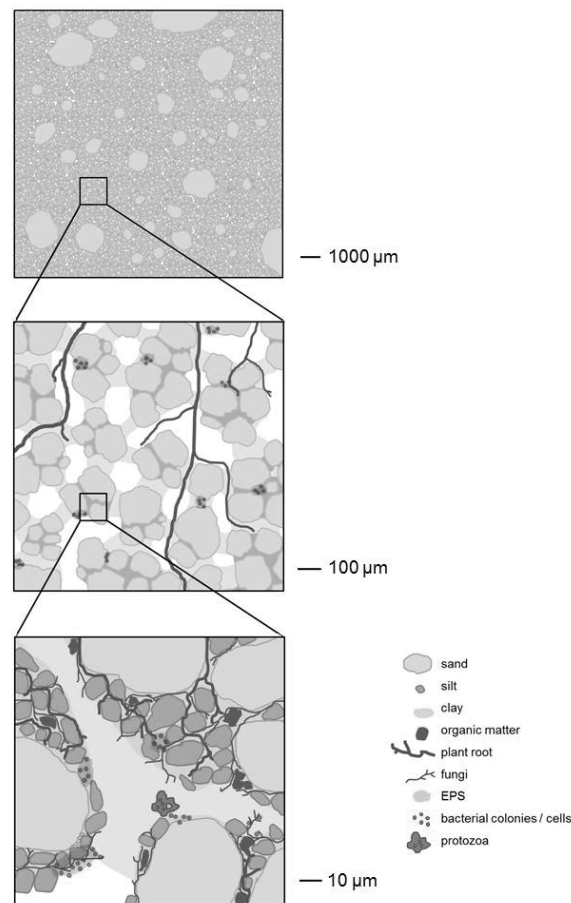 1000 µm
100 µm
sand
silt
clay
organic matter
plant root
fungi
EPS
bacterial colonies / cells
protozoa
10 µm